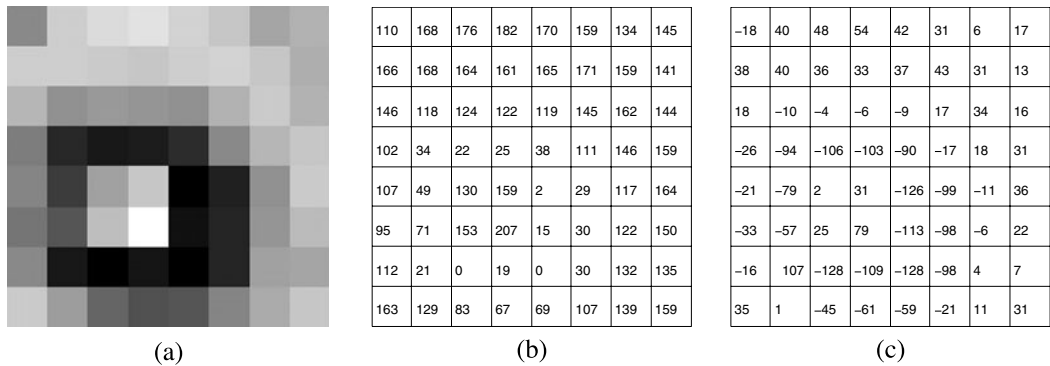 110 168 176 182 170 159 134 145
166 168 164 161 165 171 159 141
146 118 124 122 119 145 162 144
102 34 22 25 38 111 146 159
107 49 130 159 2 29 117 164
95 71 153 207 15 30 122 150
112 21 0 19 0 30 132 135
163 129 83 67 69 107 139 159
−18 40 48 54 42 31 6 17
38 40 36 33 37 43 31 13
18 −10 −4 −6 −9 17 34 16
−26 −94 −106 −103 −90 −17 18 31
−21 −79 2 31 −126 −99 −11 36
−33 −57 25 79 −113 −98 −6 22
−16 107 −128 −109 −128 −98 4 7
35 1 −45 −61 −59 −21 11 31
(a)
(b)
(c)